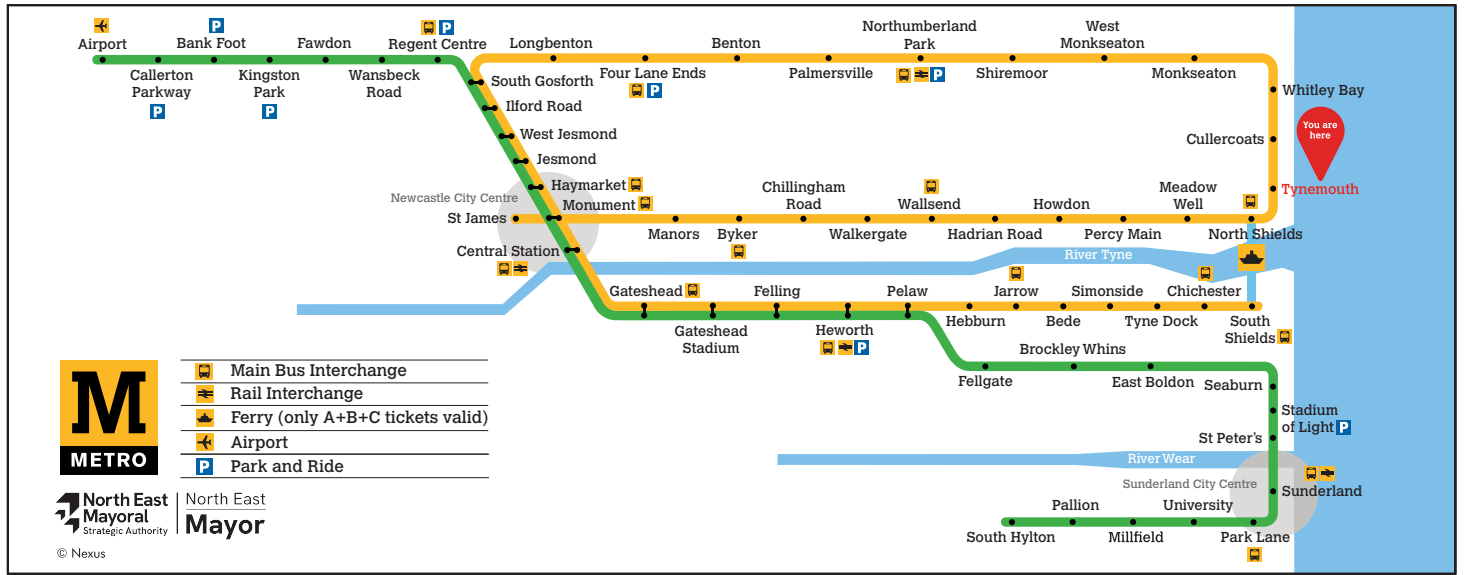 Airport
Callerton
Parkway
P
Bank Foot
P
Kingston
Park
P
Fawdon
Wansbeck
Road
Regent Centre
P
Longbenton
Four Lane Ends
P
Benton
Palmersville
Northumberland
Park
P
Shiremoor
West
Monkseaton
Monkseaton
Whitley Bay
Cullercoats
You are
here
Tynemouth
South Gosforth
Ilford Road
West Jesmond
Jesmond
Haymarket
Newcastle City Centre
Monument
St James
Central Station
Manors
Byker
Chillingham
Road
Walkergate
Wallsend
Hadrian Road
Howdon
Percy Main
Meadow
Well
North Shields
River Tyne
Gateshead
Gateshead
Stadium
Felling
Heworth
P
Pelaw
Hebburn
Jarrow
Bede
Simonside
Tyne Dock
Chichester
South
Shields
Fellgate
Brockley Whins
East Boldon
Seaburn
Stadium
of Light P
St Peter's
River Wear
Sunderland City Centre
Sunderland
Park Lane
University
Millfield
Pallion
South Hylton
M
METRO
Main Bus Interchange
Rail Interchange
Ferry (only A+B+C tickets valid)
Airport
P Park and Ride
North East
Mayoral
Strategic Authority
North East
Mayor
© Nexus